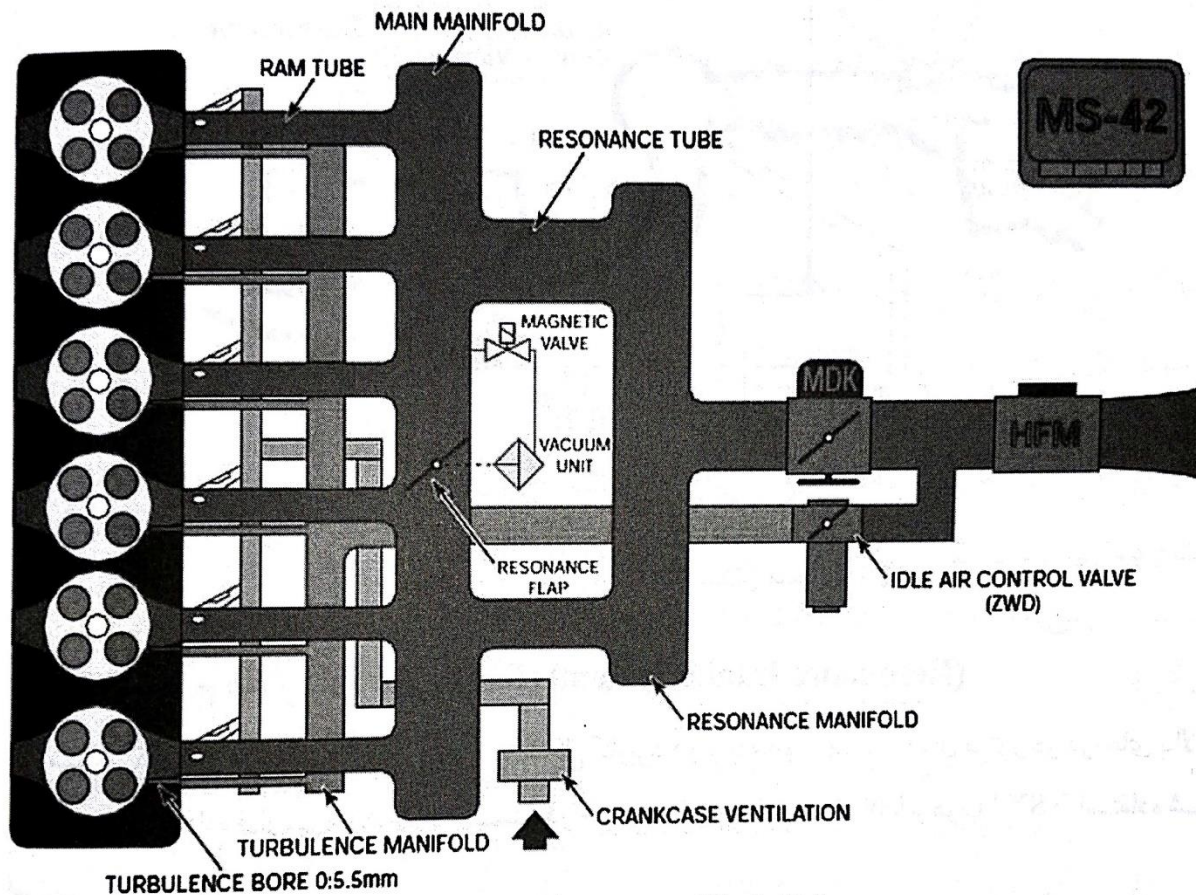 MAIN MAINIFOLD
RAM TUBE
RESONANCE TUBE
MS-42
MAGNETIC
VALVE
MDK
HFM
VACUUM
UNIT
RESONANCE
FLAP
IDLE AIR CONTROL VALVE
(ZWD)
RESONANCE MANIFOLD
CRANKCASE VENTILATION
TURBULENCE MANIFOLD
TURBULENCE BORE 0:5.5mm